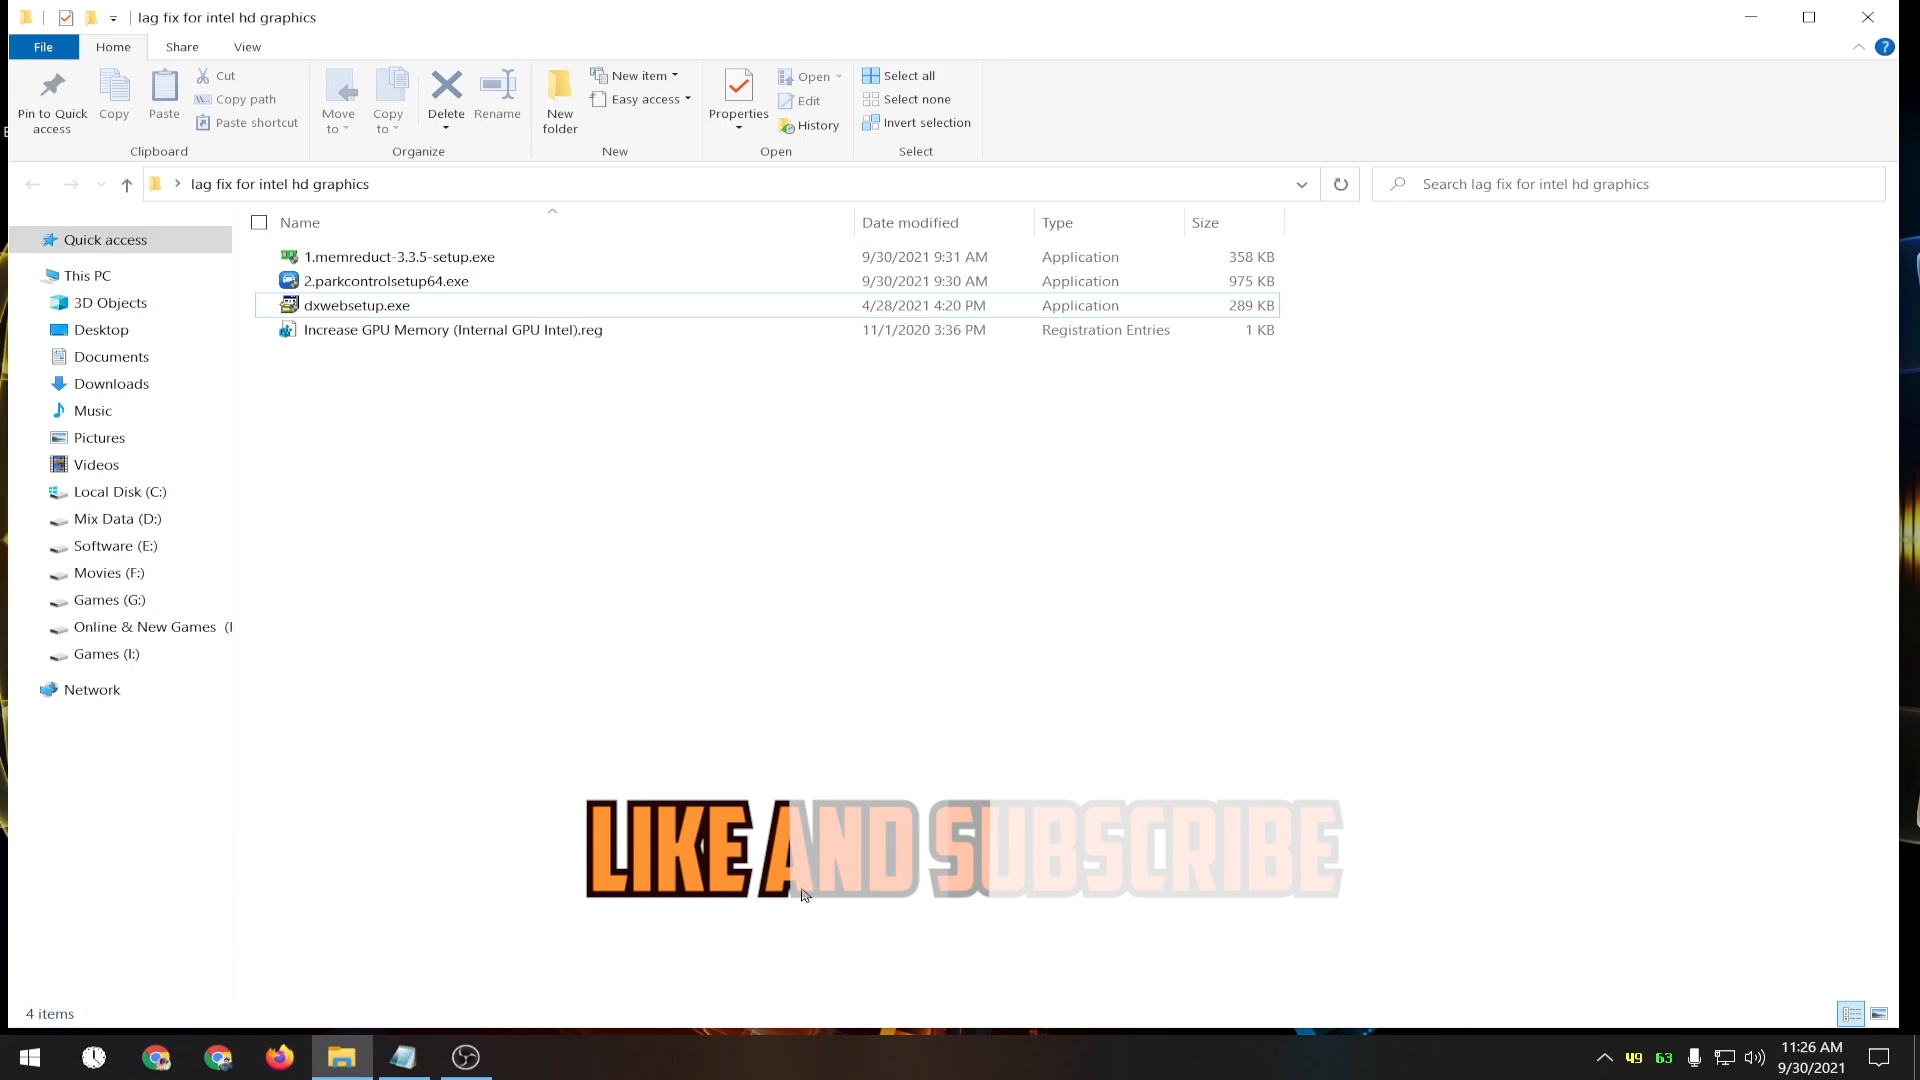 lag fix for intel hd graphics
File Home Share View
Pin to Quick access
Copy
Paste
Cut
Copy path
Paste shortcut
Clipboard
Move to
Copy to
Delete
Rename
Organize
New folder
New item
Easy access
New
Properties
Open
Edit
History
Open
Select all
Select none
Invert selection
Select
lag fix for intel hd graphics
Search lag fix for intel hd graphics
Name Date modified Type Size
1.memreduct-3.3.5-setup.exe 9/30/2021 9:31 AM Application 358 KB
2.parkcontrolsetup64.exe 9/30/2021 9:30 AM Application 975 KB
dxwebsetup.exe 4/28/2021 4:20 PM Application 289 KB
Increase GPU Memory (Internal GPU Intel).reg 11/1/2020 3:36 PM Registration Entries 1 KB
Quick access
This PC
3D Objects
Desktop
Documents
Downloads
Music
Pictures
Videos
Local Disk (C:)
Mix Data (D:)
Software (E:)
Movies (F:)
Games (G:)
Online & New Games
Games (I:)
Network
LIKE AND SUBSCRIBE
4 items
49 63
11:26 AM
9/30/2021